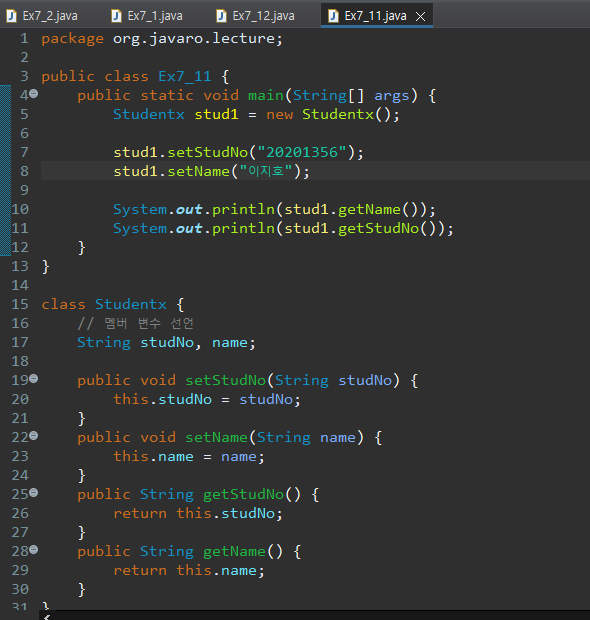 Ex7_2.java Ex7_1.java Ex7_12.java Ex7_11.java
1 package org.javaro.lecture;
2
3 public class Ex7_11 {
4 public static void main(String[] args) {
5 Studentx stud1 = new Studentx();
6
7 stud1.setStudNo("20201356");
8 stud1.setName("이지호");
9
10 System.out.println(stud1.getName());
11 System.out.println(stud1.getStudNo());
12 }
13 }
14
15 class Studentx {
16 // 멤버 변수 선언
17 String studNo, name;
18
19 public void setStudNo(String studNo) {
20 this.studNo = studNo;
21 }
22 public void setName(String name) {
23 this.name = name;
24 }
25 public String getStudNo() {
26 return this.studNo;
27 }
28 public String getName() {
29 return this.name;
30 }
31 }